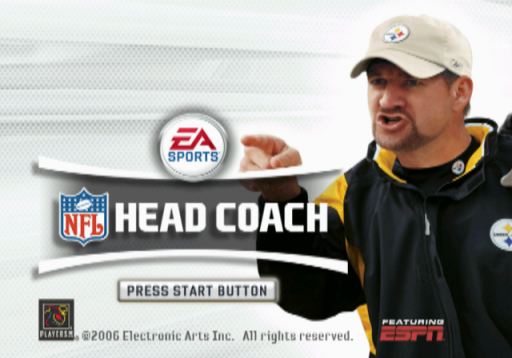 EA
SPORTS
NFL
HEAD COACH
PRESS START BUTTON
PLAYERS
©2006 Electronic Arts Inc. All rights reserved.
FEATURING
ESPN